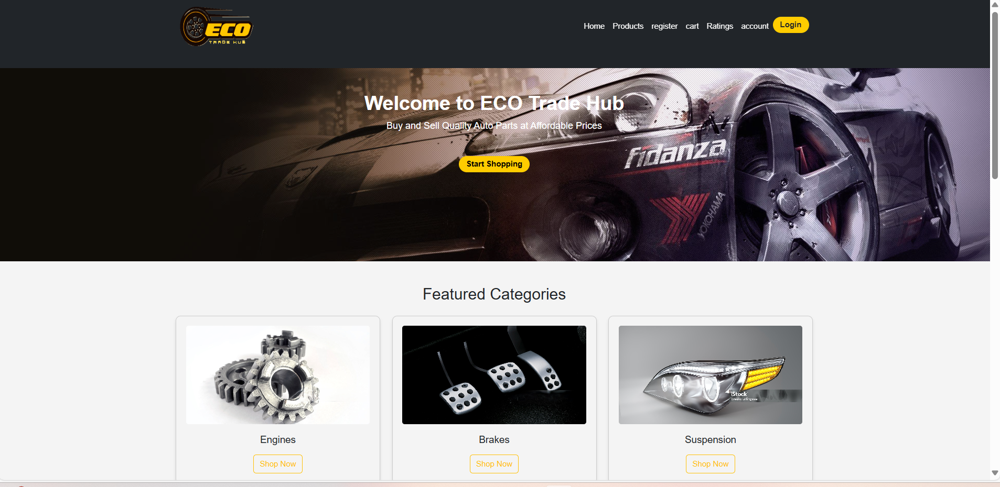 ECO
TRADE HUB
Home Products register cart Ratings account Login
Welcome to ECO Trade Hub
Buy and Sell Quality Auto Parts at Affordable Prices
fidanza
Start Shopping
YOKOHAMA
Featured Categories
iStock
Engines Brakes Suspension
Shop Now Shop Now Shop Now